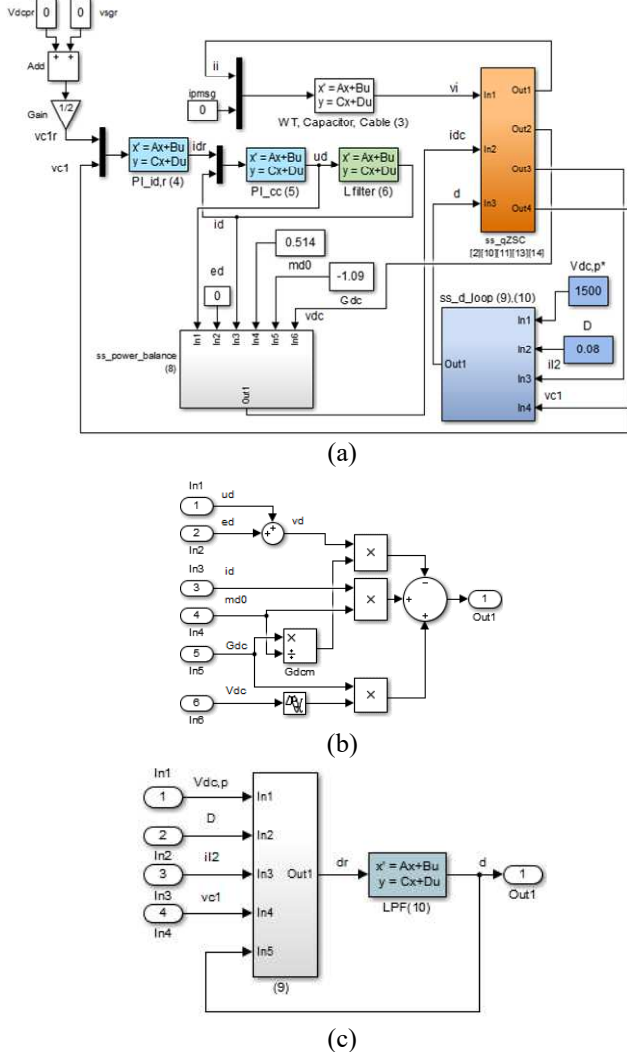 Vdcpr 0 0 vsgr
Add + +
Gain 1/2
vc1r
vc1
x' = Ax+Bu
y = Cx+Du
PI_id,r (4)
idr
x' = Ax+Bu
y = Cx+Du
PI_cc (5)
ud
x' = Ax+Bu
y = Cx+Du
Lfilter (6)
ii
ipmsg
0
x' = Ax+Bu
y = Cx+Du
WT, Capacitor, Cable (3)
vi
idc
d
In1
In2
In3
Out1
Out2
Out3
Out4
ss_qZSC
[2][10][11][13][14]
id
ed
0
0.514
md0
-1.09
Gdc
vdc
ss_power_balance
(8)
In1 In2 In3 In4 In5 In6
Out1
ss_d_loop (9),(10)
In1
In2
In3
In4
Out1
Vdc,p*
1500
D
0.08
il2
vc1
(a)
In1
1
ud
2
ed
In2
vd
+ +
In3
3
id
md0
4
In4
Gdc
5
In5
Vdc
6
In6
×
÷
Gdcm
×
×
×
−
+
+
1
Out1
(b)
In1
1
Vdc,p
D
2
In2
iI2
3
In3
vc1
4
In4
In1
In2
In3
In4
In5
Out1
(9)
dr
x' = Ax+Bu
y = Cx+Du
LPF(10)
d
1
Out1
(c)